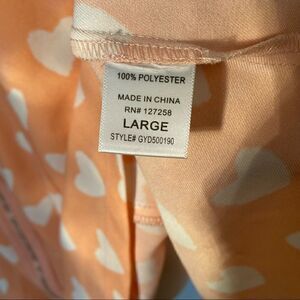 100% POLYESTER
MADE IN CHINA
RN# 127258
LARGE
STYLE# GYD500190